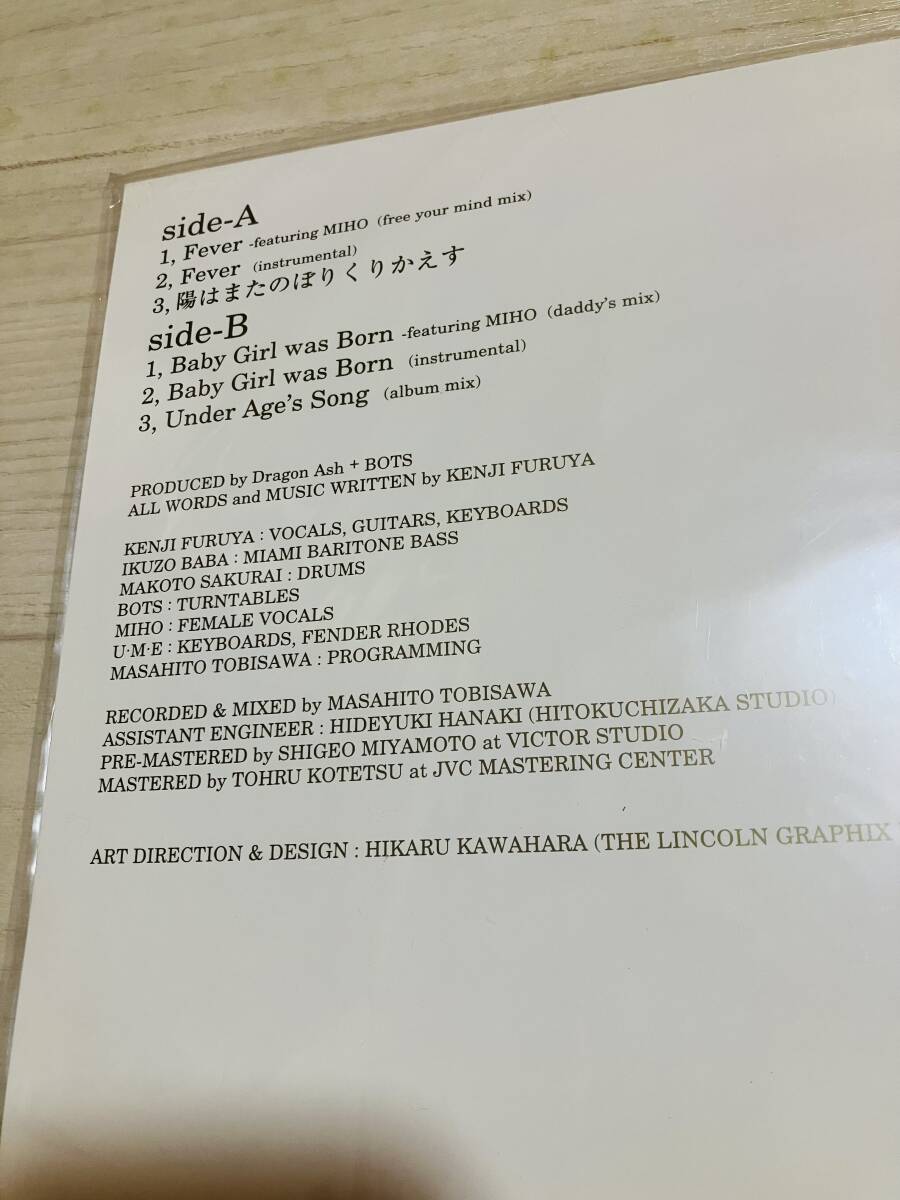 side-A
1, Fever -featuring MIHO (free your mind mix)
2, Fever (instrumental)
3, 陽はまたのぼりくりかえす
side-B
1, Baby Girl was Born -featuring MIHO (daddy's mix)
2, Baby Girl was Born (instrumental)
3, Under Age's Song (album mix)
PRODUCED by Dragon Ash + BOTS
ALL WORDS and MUSIC WRITTEN by KENJI FURUYA
KENJI FURUYA : VOCALS, GUITARS, KEYBOARDS
IKUZO BABA : MIAMI BARITONE BASS
MAKOTO SAKURAI : DRUMS
BOTS : TURNTABLES
MIHO : FEMALE VOCALS
U·M·E : KEYBOARDS, FENDER RHODES
MASAHITO TOBISAWA : PROGRAMMING
RECORDED & MIXED by MASAHITO TOBISAWA
ASSISTANT ENGINEER : HIDEYUKI HANAKI (HITOKUCHIZAKA STUDIO)
PRE-MASTERED by SHIGEO MIYAMOTO at VICTOR STUDIO
MASTERED by TOHRU KOTETSU at JVC MASTERING CENTER
ART DIRECTION & DESIGN : HIKARU KAWAHARA (THE LINCOLN GRAPHIX